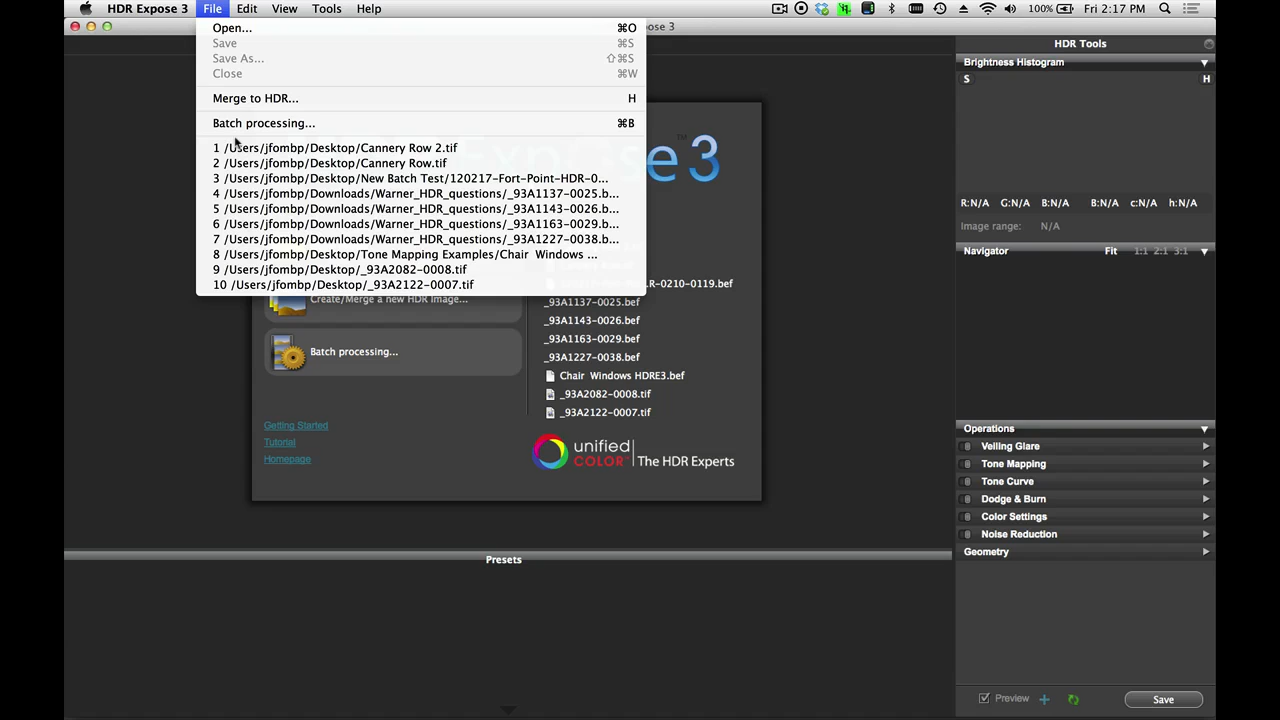 HDR Expose 3 File Edit View Tools Help 100% Fri 2:17 PM
pose 3
Open... ⌘O
Save ⌘S
Save As... ⇧⌘S
Close ⌘W
Merge to HDR... H
Batch processing... ⌘B
1 /Users/jfombp/Desktop/Cannery Row 2.tif
2 /Users/jfombp/Desktop/Cannery Row.tif
3 /Users/jfombp/Desktop/New Batch Test/120217-Fort-Point-HDR-0...
4 /Users/jfombp/Downloads/Warner_HDR_questions/_93A1137-0025.b...
5 /Users/jfombp/Downloads/Warner_HDR_questions/_93A1143-0026.b...
6 /Users/jfombp/Downloads/Warner_HDR_questions/_93A1163-0029.b...
7 /Users/jfombp/Downloads/Warner_HDR_questions/_93A1227-0038.b...
8 /Users/jfombp/Desktop/Tone Mapping Examples/Chair Windows ...
9 /Users/jfombp/Desktop/_93A2082-0008.tif
10 /Users/jfombp/Desktop/_93A2122-0007.tif
se 3™
Create/Merge a new HDR Image...
Batch processing...
Getting Started
Tutorial
Homepage
R-0210-0119.bef
_93A1137-0025.bef
_93A1143-0026.bef
_93A1163-0029.bef
_93A1227-0038.bef
Chair Windows HDRE3.bef
_93A2082-0008.tif
_93A2122-0007.tif
unified
COLOR™ The HDR Experts
Presets
HDR Tools
Brightness Histogram
S H
R:N/A G:N/A B:N/A B:N/A c:N/A h:N/A
Image range: N/A
Navigator Fit 1:1 2:1 3:1
Operations
Veiling Glare
Tone Mapping
Tone Curve
Dodge & Burn
Color Settings
Noise Reduction
Geometry
Preview Save